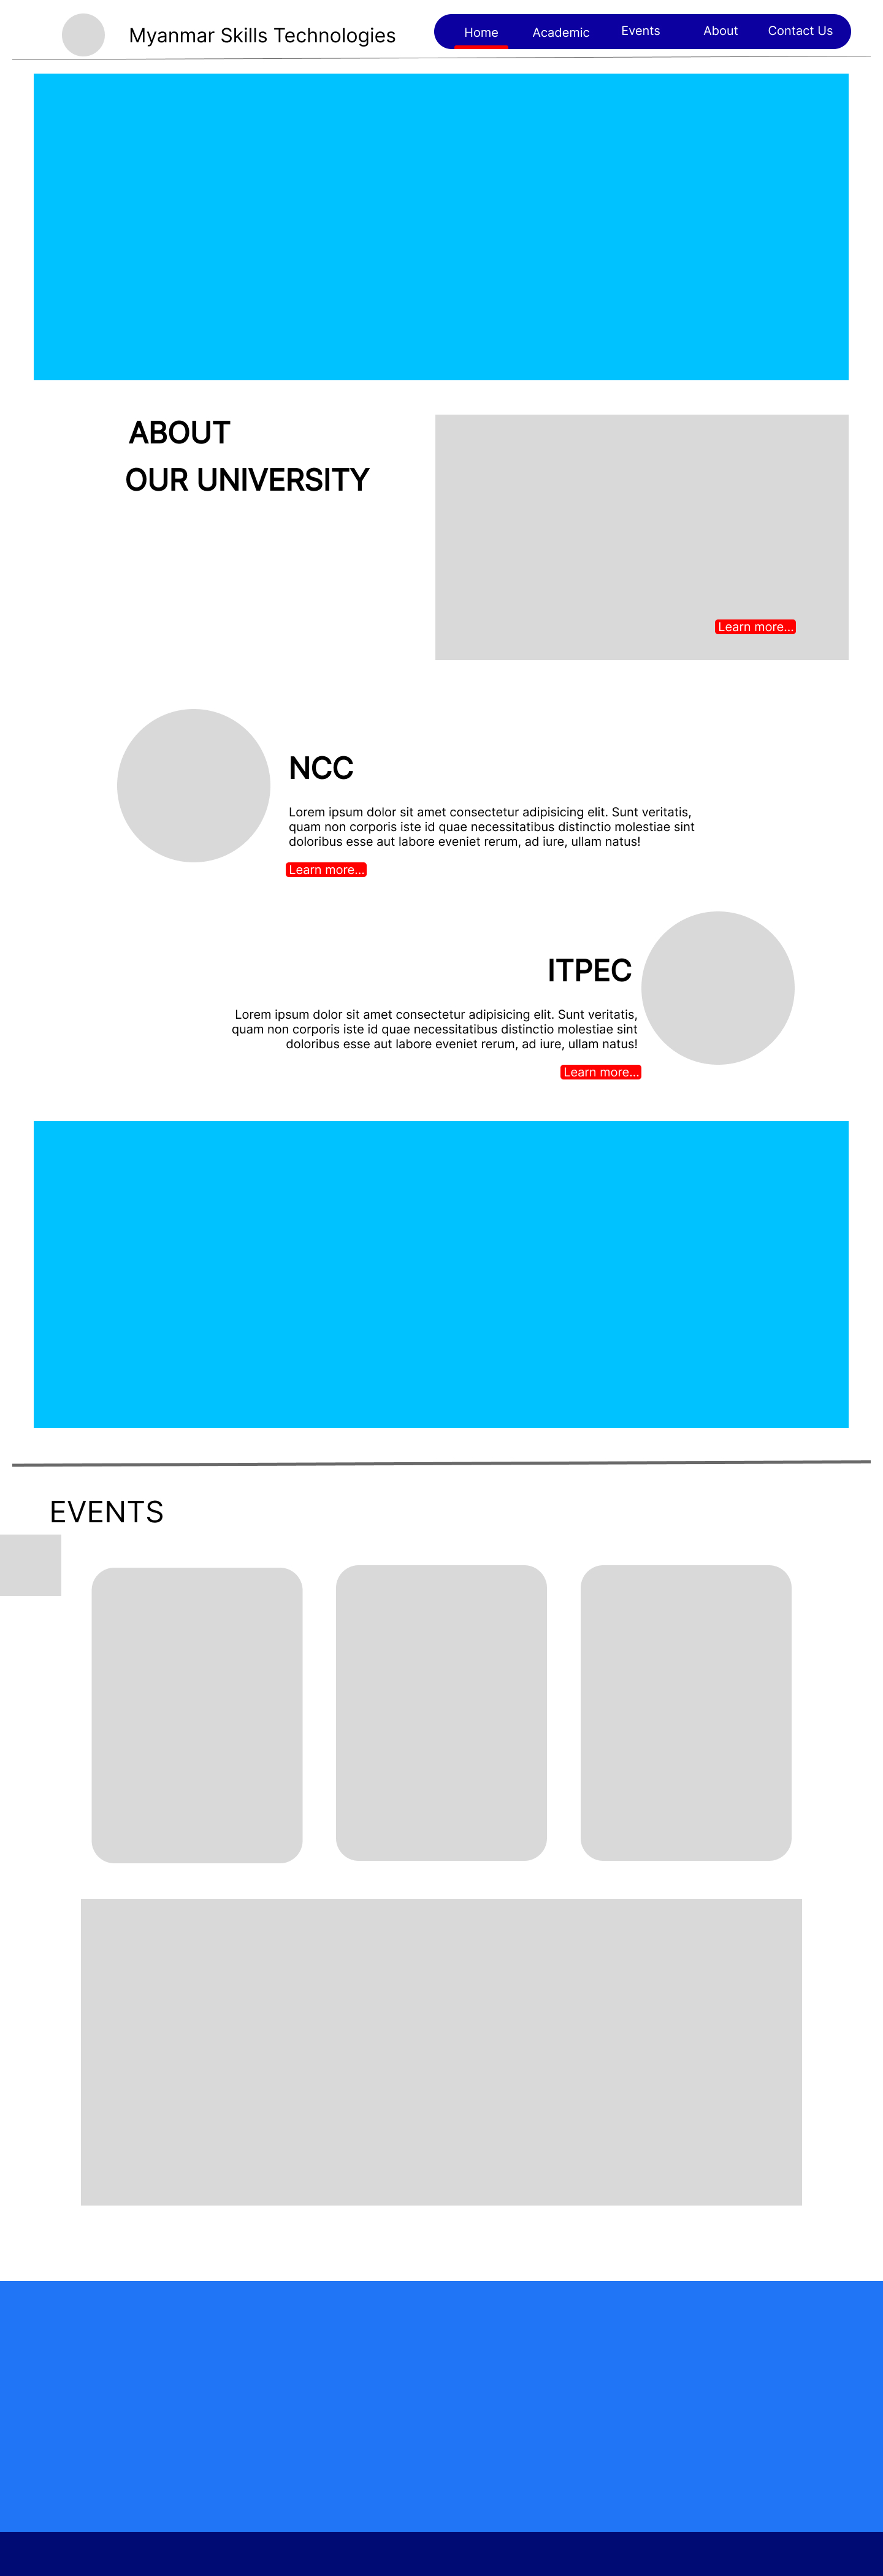 Myanmar Skills Technologies
Home
Academic
Events
About
Contact Us
ABOUT
OUR UNIVERSITY
Learn more...
NCC
Lorem ipsum dolor sit amet consectetur adipisicing elit. Sunt veritatis,
quam non corporis iste id quae necessitatibus distinctio molestiae sint
doloribus esse aut labore eveniet rerum, ad iure, ullam natus!
Learn more...
ITPEC
Lorem ipsum dolor sit amet consectetur adipisicing elit. Sunt veritatis,
quam non corporis iste id quae necessitatibus distinctio molestiae sint
doloribus esse aut labore eveniet rerum, ad iure, ullam natus!
Learn more...
EVENTS